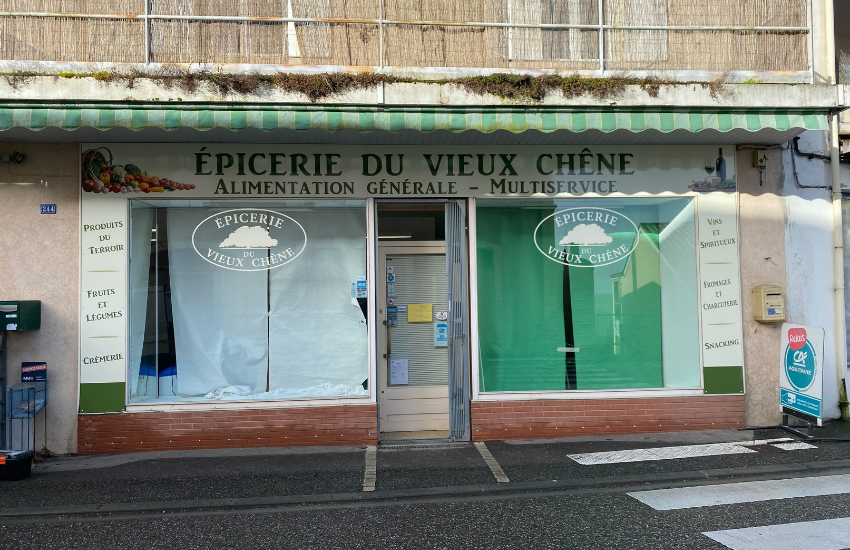 ÉPICERIE DU VIEUX CHÊNE
ALIMENTATION GÉNÉRALE - MULTISERVICE
244
PRODUITS
DU
TERROIR
FRUITS
ET
LÉGUMES
CRÉMERIE
ÉPICERIE
DU
VIEUX CHÊNE
ÉPICERIE
DU
VIEUX CHÊNE
VINS
ET
SPIRITUEUX
FROMAGES
ET
CHARCUTERIE
SNACKING
Relais
CA
AQUITAINE